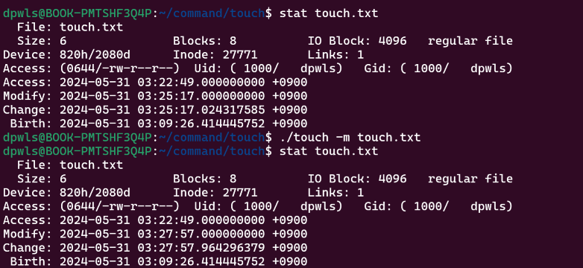 dpwls@BOOK-PMTSHF3Q4P:~/command/touch$ stat touch.txt
  File: touch.txt
  Size: 6               Blocks: 8          IO Block: 4096   regular file
Device: 820h/2080d      Inode: 27771       Links: 1
Access: (0644/-rw-r--r--)  Uid: ( 1000/   dpwls)   Gid: ( 1000/   dpwls)
Access: 2024-05-31 03:22:49.000000000 +0900
Modify: 2024-05-31 03:25:17.000000000 +0900
Change: 2024-05-31 03:25:17.024317585 +0900
 Birth: 2024-05-31 03:09:26.414445752 +0900
dpwls@BOOK-PMTSHF3Q4P:~/command/touch$ ./touch -m touch.txt
dpwls@BOOK-PMTSHF3Q4P:~/command/touch$ stat touch.txt
  File: touch.txt
  Size: 6               Blocks: 8          IO Block: 4096   regular file
Device: 820h/2080d      Inode: 27771       Links: 1
Access: (0644/-rw-r--r--)  Uid: ( 1000/   dpwls)   Gid: ( 1000/   dpwls)
Access: 2024-05-31 03:22:49.000000000 +0900
Modify: 2024-05-31 03:27:57.000000000 +0900
Change: 2024-05-31 03:27:57.964296379 +0900
 Birth: 2024-05-31 03:09:26.414445752 +0900